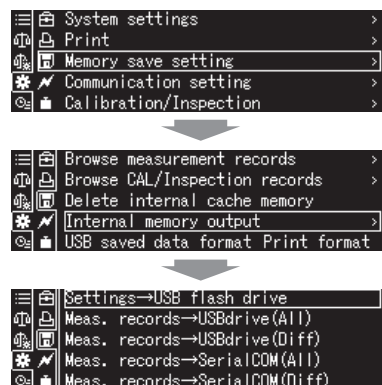 System settings >
Print >
Memory save setting >
Communication setting >
Calibration/Inspection >
Browse measurement records >
Browse CAL/Inspection records >
Delete internal cache memory
Internal memory output >
USB saved data format Print format
Settings→USB flash drive
Meas. records→USBdrive(All)
Meas. records→USBdrive(Diff)
Meas. records→SerialCOM(All)
Meas. records→SerialCOM(Diff)